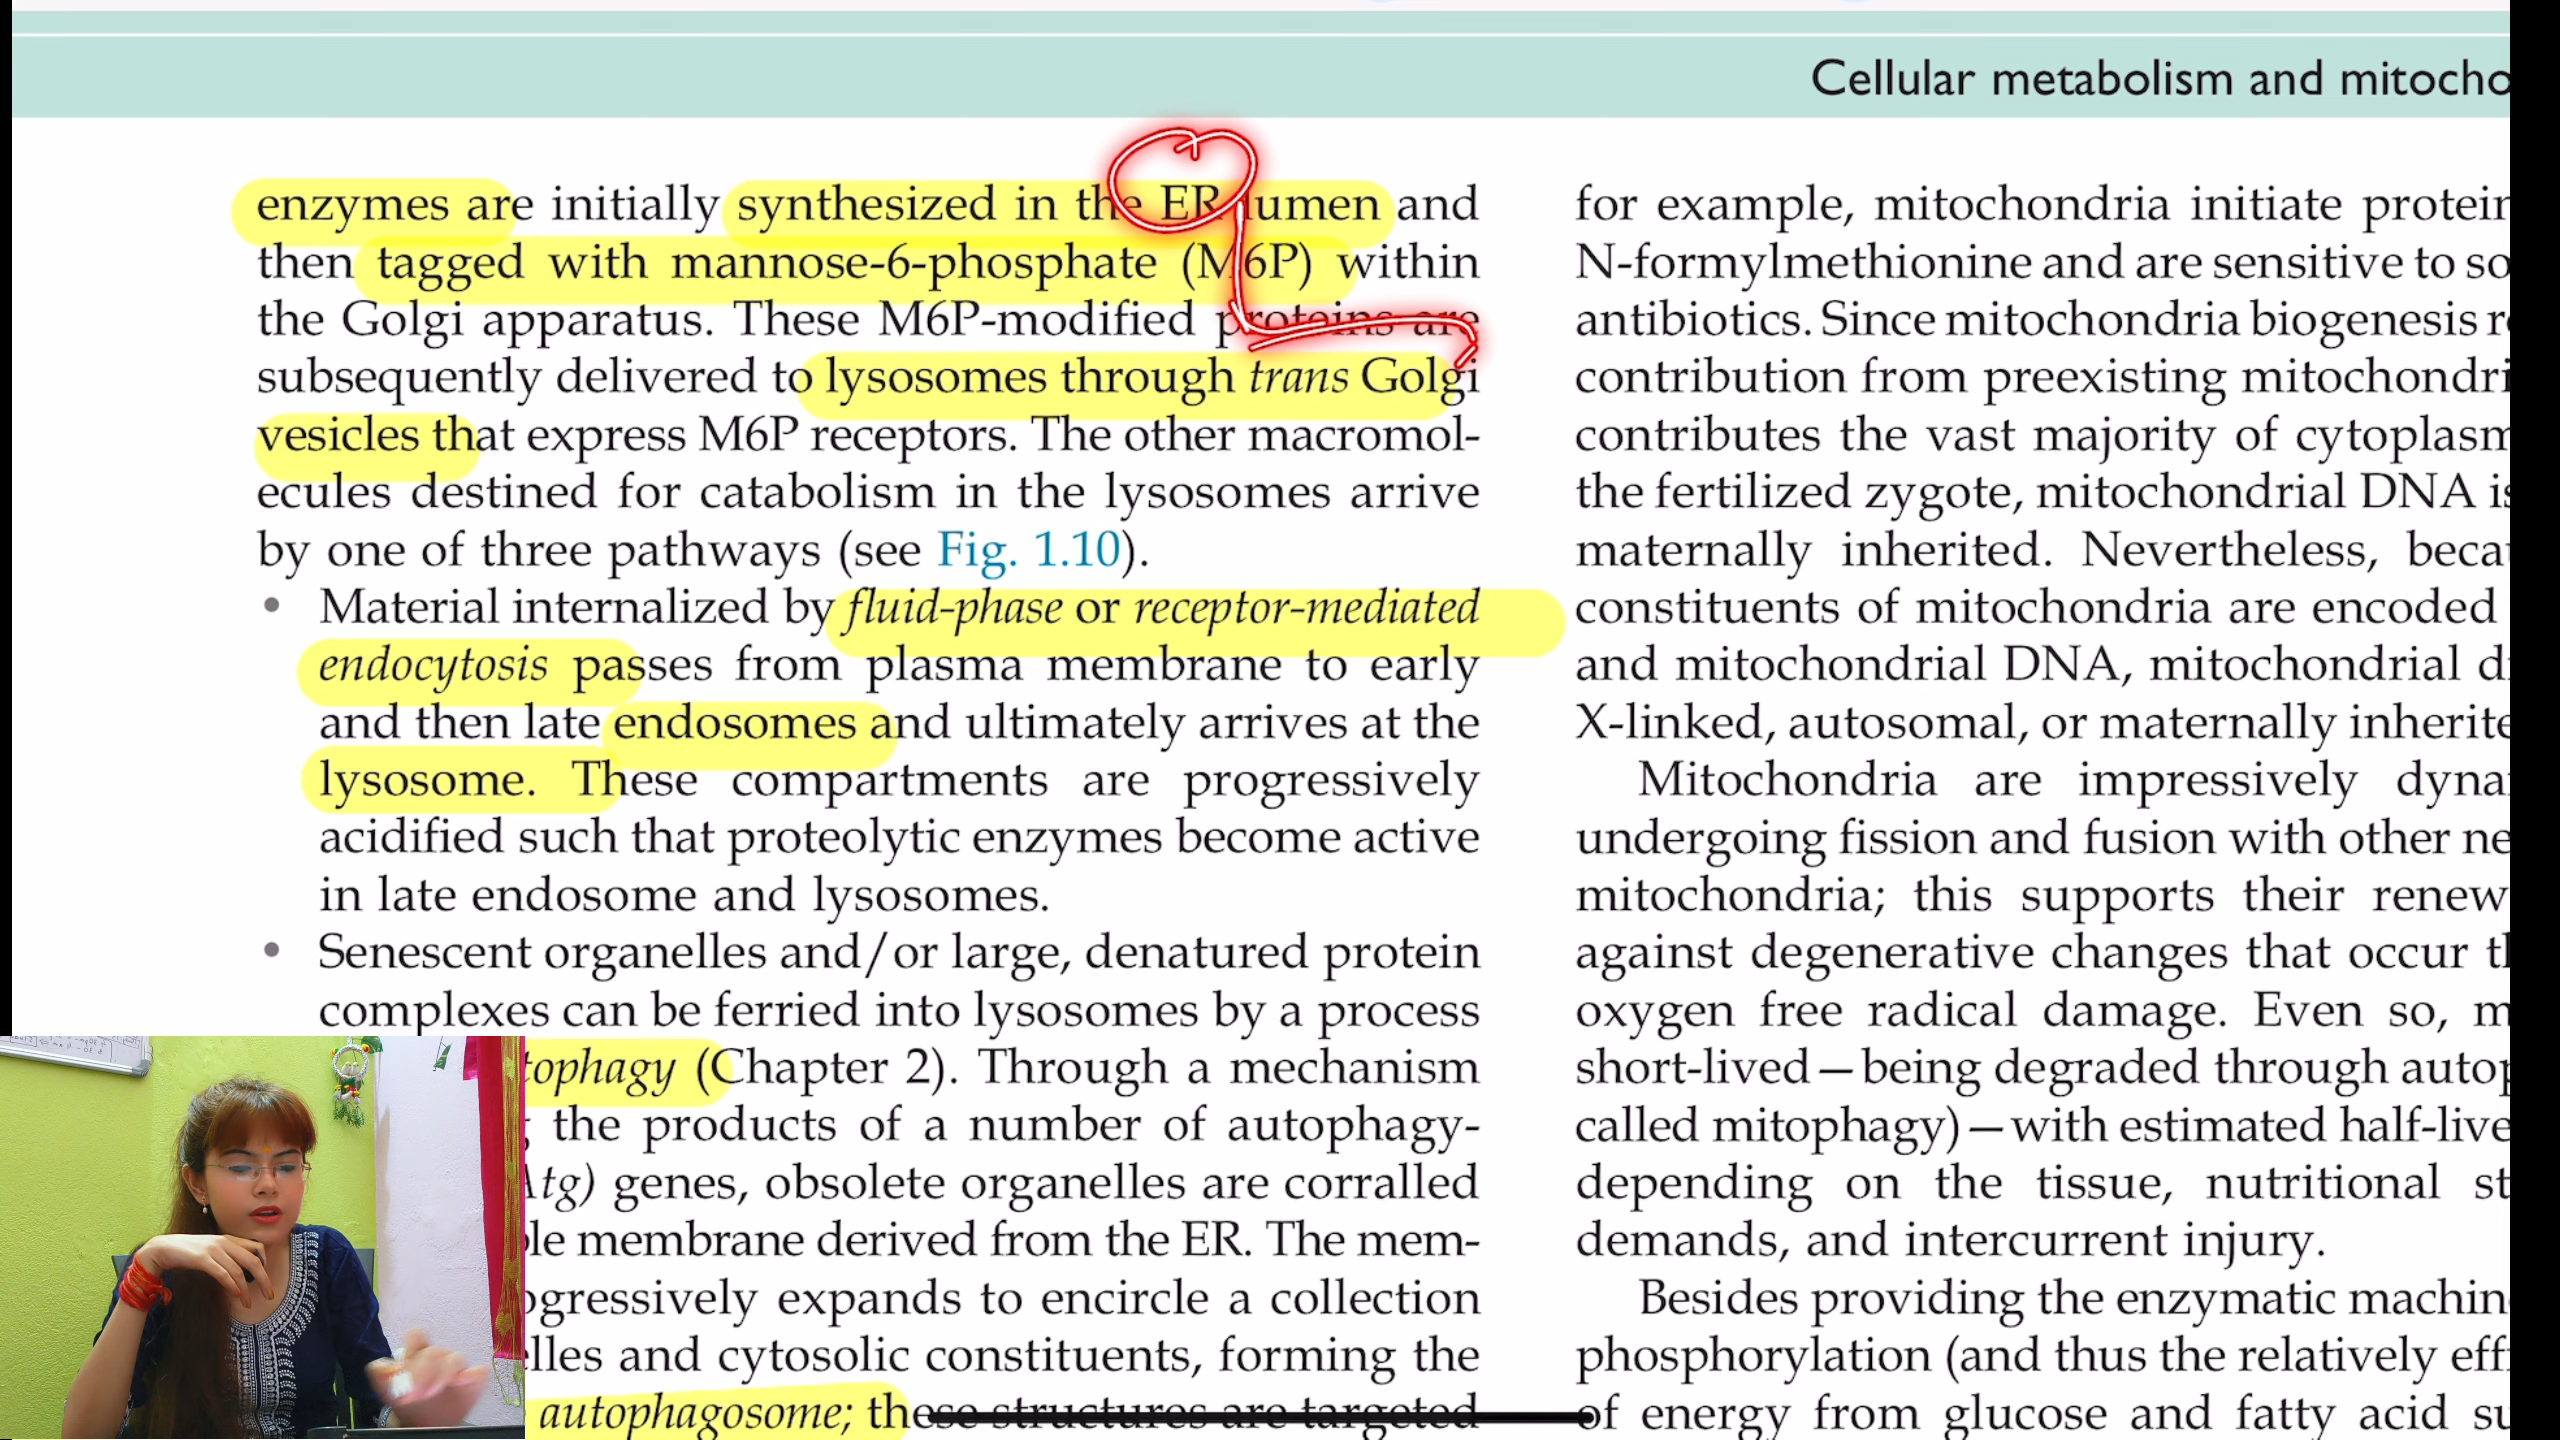 Cellular metabolism and mitocho
enzymes are initially synthesized in the ER lumen and
then tagged with mannose-6-phosphate (M6P) within
the Golgi apparatus. These M6P-modified proteins are
subsequently delivered to lysosomes through trans Golgi
vesicles that express M6P receptors. The other macromol-
ecules destined for catabolism in the lysosomes arrive
by one of three pathways (see Fig. 1.10).
• Material internalized by fluid-phase or receptor-mediated
endocytosis passes from plasma membrane to early
and then late endosomes and ultimately arrives at the
lysosome. These compartments are progressively
acidified such that proteolytic enzymes become active
in late endosome and lysosomes.
• Senescent organelles and/or large, denatured protein
complexes can be ferried into lysosomes by a process
tophagy (Chapter 2). Through a mechanism
the products of a number of autophagy-
Atg) genes, obsolete organelles are corralled
le membrane derived from the ER. The mem-
ogressively expands to encircle a collection
lles and cytosolic constituents, forming the
autophagosome; these structures are targeted
for example, mitochondria initiate protein
N-formylmethionine and are sensitive to so
antibiotics. Since mitochondria biogenesis r
contribution from preexisting mitochondri
contributes the vast majority of cytoplasm
the fertilized zygote, mitochondrial DNA is
maternally inherited. Nevertheless, beca
constituents of mitochondria are encoded
and mitochondrial DNA, mitochondrial d
X-linked, autosomal, or maternally inherite
Mitochondria are impressively dyna
undergoing fission and fusion with other ne
mitochondria; this supports their renew
against degenerative changes that occur t
oxygen free radical damage. Even so, m
short-lived—being degraded through autop
called mitophagy)—with estimated half-live
depending on the tissue, nutritional st
demands, and intercurrent injury.
Besides providing the enzymatic machin
phosphorylation (and thus the relatively eff
of energy from glucose and fatty acid su